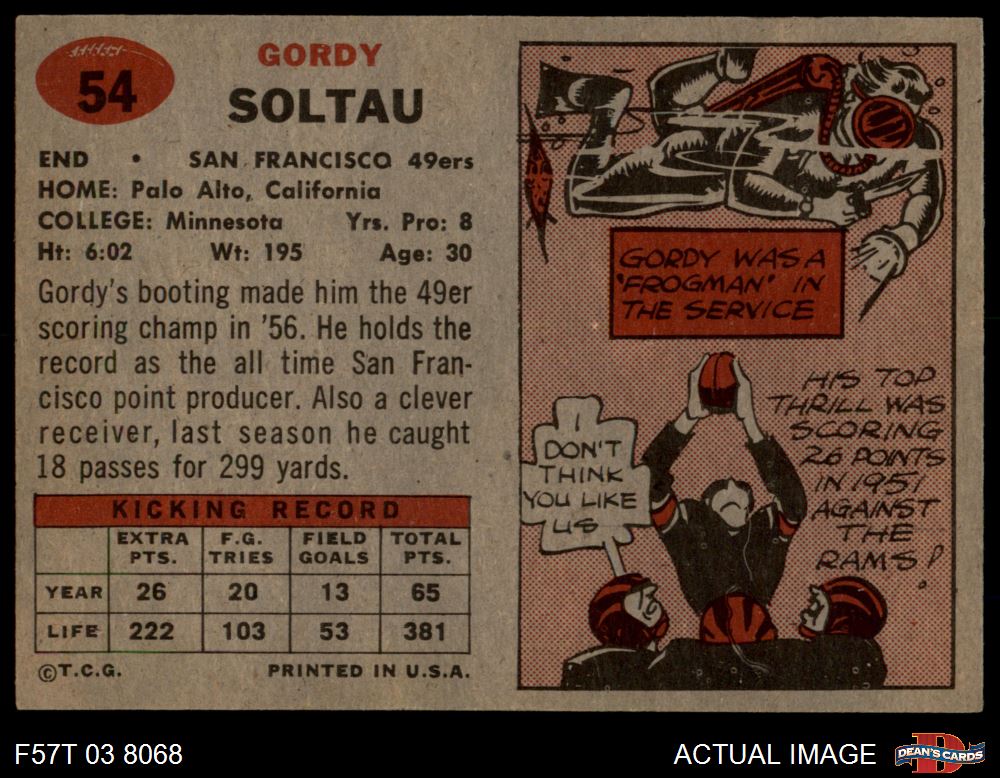 54
GORDY
SOLTAU
END • SAN FRANCISCO 49ers
HOME: Palo Alto, California
COLLEGE: Minnesota Yrs. Pro: 8
Ht: 6:02 Wt: 195 Age: 30
Gordy's booting made him the 49er
scoring champ in '56. He holds the
record as the all time San Fran-
cisco point producer. Also a clever
receiver, last season he caught
18 passes for 299 yards.
KICKING RECORD
EXTRA PTS. F.G. TRIES FIELD GOALS TOTAL PTS.
YEAR 26 20 13 65
LIFE 222 103 53 381
©T.C.G. PRINTED IN U.S.A.
GORDY WAS A
'FROGMAN' IN
THE SERVICE
I
DON'T
THINK
YOU LIKE
US
HIS TOP
THRILL WAS
SCORING
26 POINTS
IN 1951
AGAINST
THE
RAMS!
F57T 03 8068
ACTUAL IMAGE
D
DEAN'S CARDS